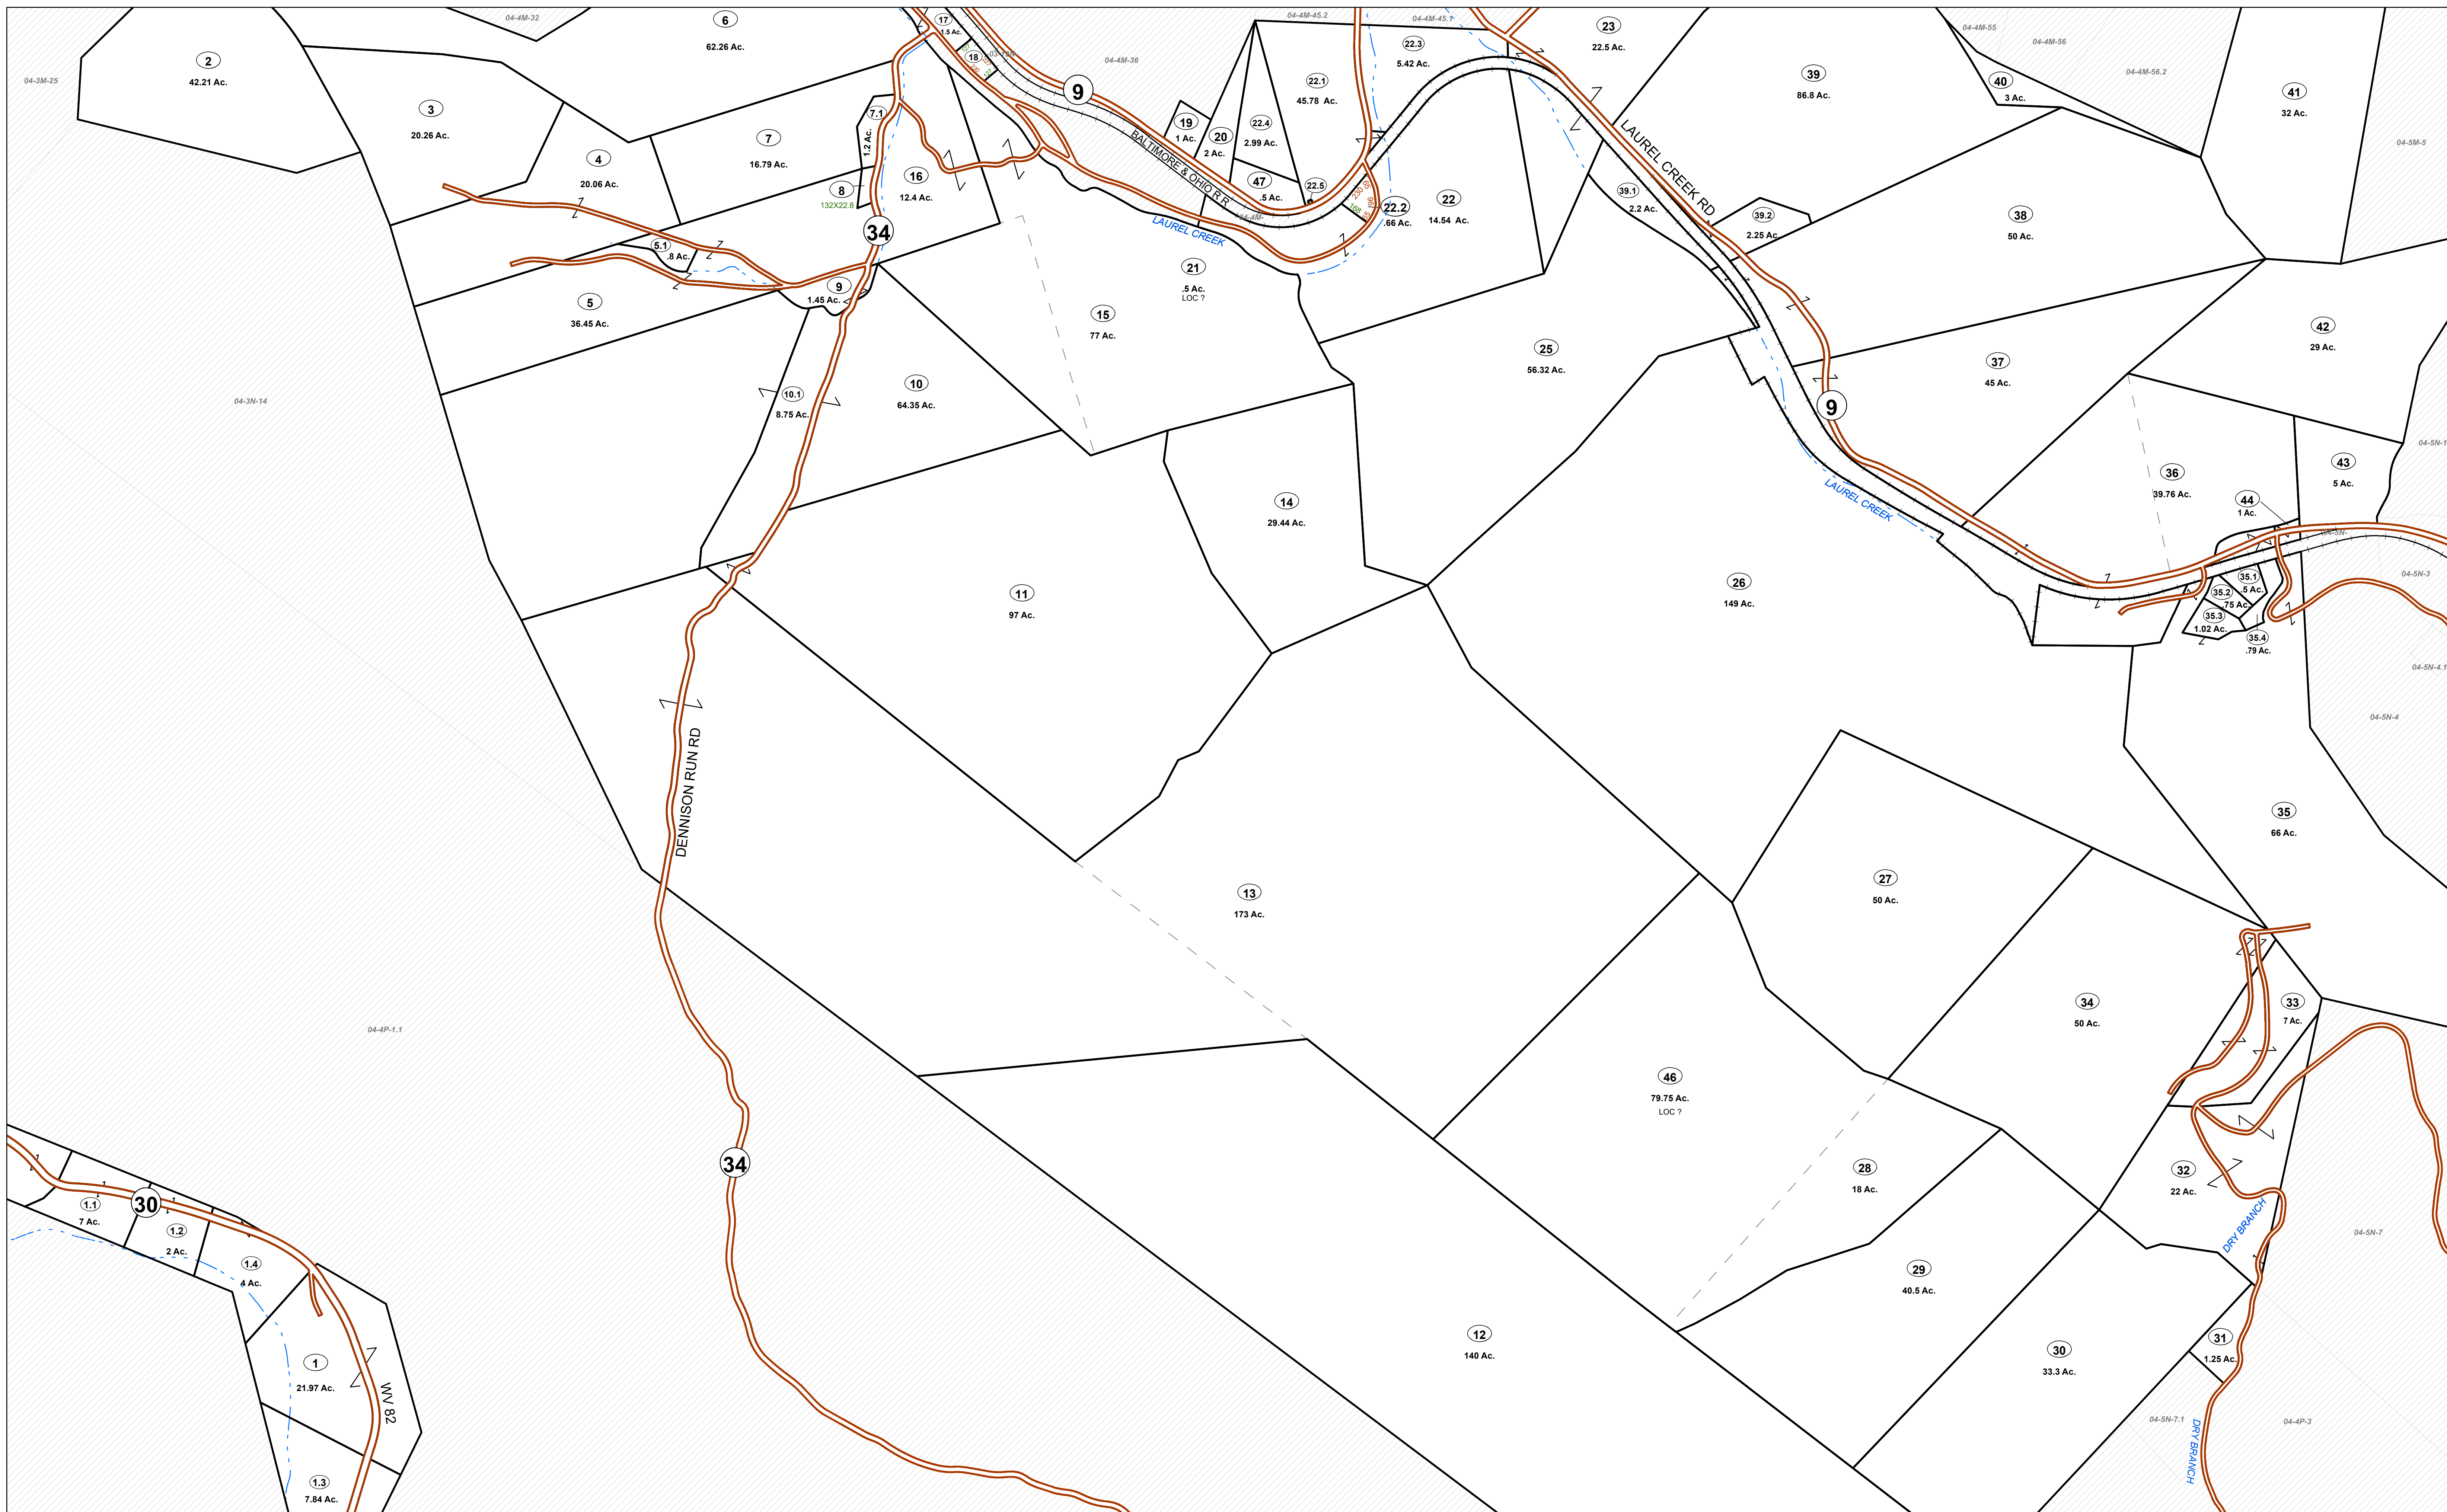 04-4M-32
6
62.26 Ac.
17
1.5 Ac.
18
04-4M-36
04-4M-45.2
04-4M-45.1
22.3
5.42 Ac.
23
22.5 Ac.
04-4M-55
04-4M-56
04-4M-56.2
04-3M-25
2
42.21 Ac.
3
20.26 Ac.
4
20.06 Ac.
7
16.79 Ac.
7.1
1.2 Ac.
8
132X22.8
16
12.4 Ac.
34
9
BALTIMORE & OHIO R R
19
1 Ac.
20
2 Ac.
22.4
2.99 Ac.
22.1
45.78 Ac.
47
.5 Ac.
22.5
04-4M-
168
22.2
.66 Ac.
22
14.54 Ac.
LAUREL CREEK
LAUREL CREEK RD
39
86.8 Ac.
40
3 Ac.
41
32 Ac.
04-5M-5
39.1
2.2 Ac.
39.2
2.25 Ac.
38
50 Ac.
5.1
.8 Ac.
9
1.45 Ac.
5
36.45 Ac.
21
.5 Ac.
LOC ?
15
77 Ac.
25
56.32 Ac.
37
45 Ac.
42
29 Ac.
04-3N-14
10.1
8.75 Ac.
10
64.35 Ac.
9
04-5N-1
14
29.44 Ac.
LAUREL CREEK
36
39.76 Ac.
43
5 Ac.
44
1 Ac.
04-5N-
04-5N-3
11
97 Ac.
26
149 Ac.
35.1
.5 Ac.
35.2
.75 Ac.
35.3
1.02 Ac.
35.4
.79 Ac.
04-5N-4.1
04-5N-4
DENNISON RUN RD
35
66 Ac.
13
173 Ac.
27
50 Ac.
04-4P-1.1
34
50 Ac.
33
7 Ac.
46
79.75 Ac.
LOC ?
34
28
18 Ac.
32
22 Ac.
DRY BRANCH
04-5N-7
30
1.1
7 Ac.
1.2
2 Ac.
1.4
4 Ac.
29
40.5 Ac.
12
140 Ac.
30
33.3 Ac.
31
1.25 Ac.
1
21.97 Ac.
WV 82
04-5N-7.1
04-4P-3
DRY BRANCH
1.3
7.84 Ac.